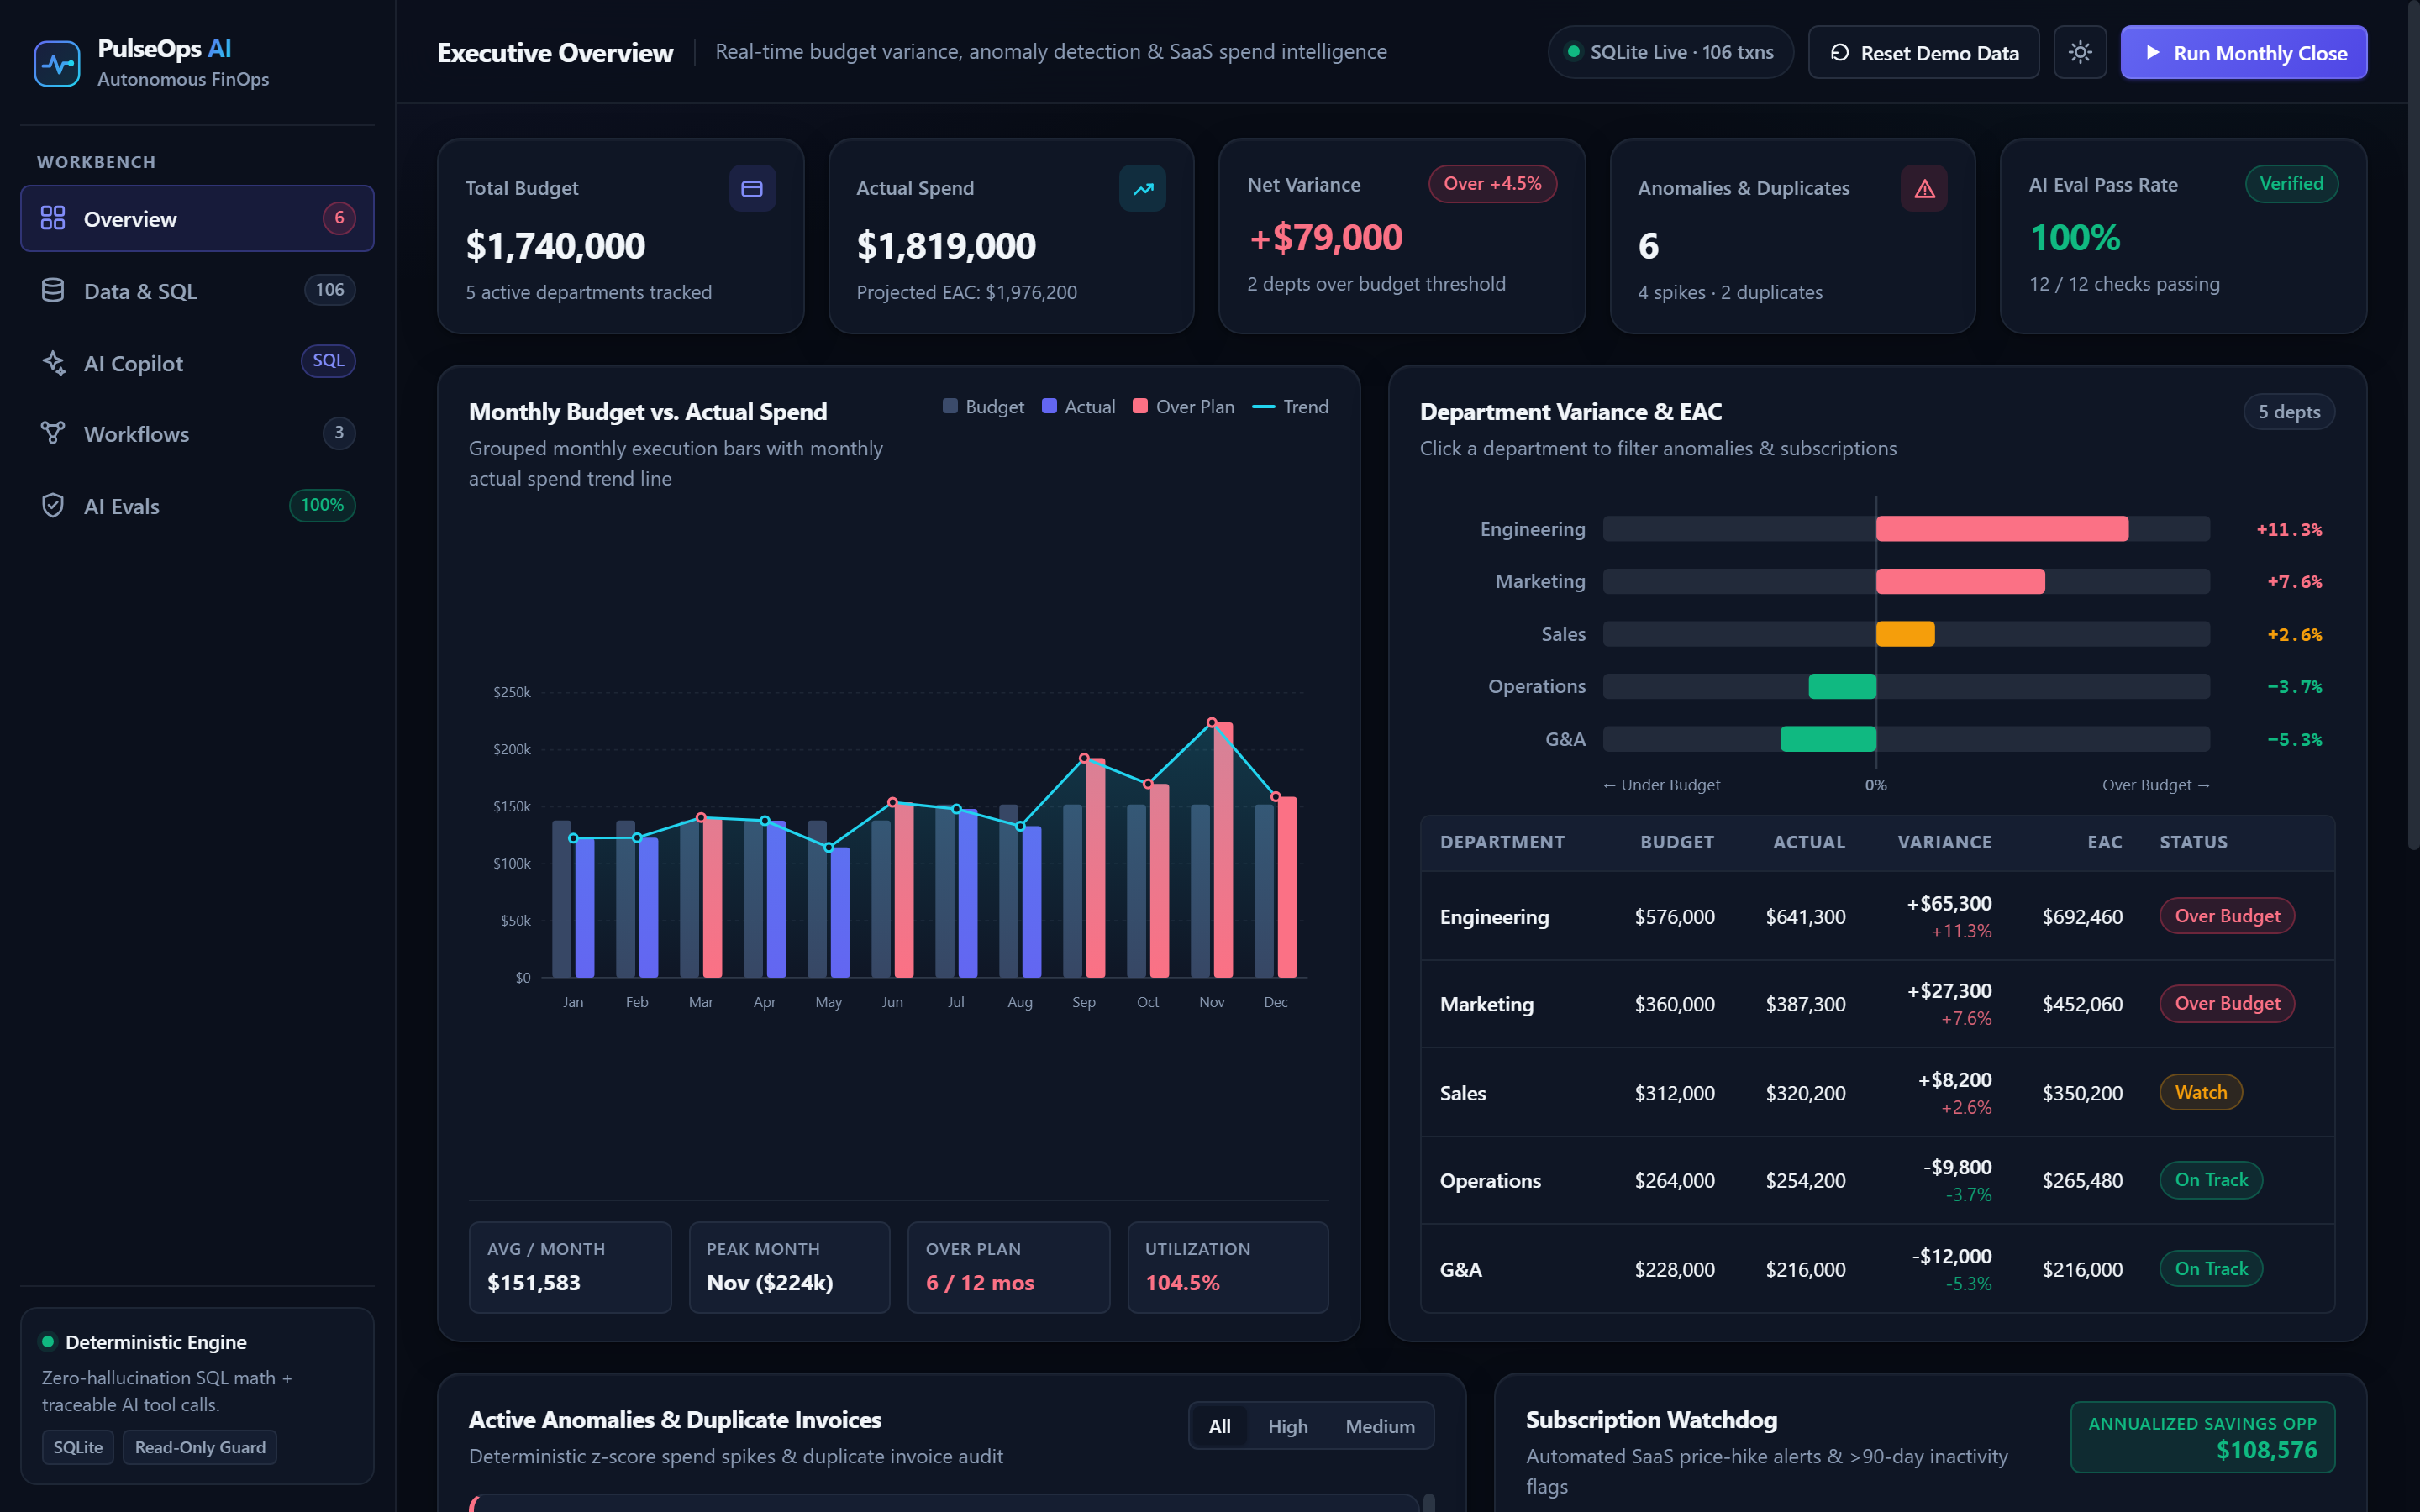 PulseOps AI
Autonomous FinOps
WORKBENCH
Overview 6
Data & SQL 106
AI Copilot SQL
Workflows 3
AI Evals 100%
Deterministic Engine
Zero-hallucination SQL math +
traceable AI tool calls.
SQLite Read-Only Guard
Executive Overview
Real-time budget variance, anomaly detection & SaaS spend intelligence
SQLite Live · 106 txns
Reset Demo Data
Run Monthly Close
Total Budget
$1,740,000
5 active departments tracked
Actual Spend
$1,819,000
Projected EAC: $1,976,200
Net Variance Over +4.5%
+$79,000
2 depts over budget threshold
Anomalies & Duplicates
6
4 spikes · 2 duplicates
AI Eval Pass Rate Verified
100%
12 / 12 checks passing
Monthly Budget vs. Actual Spend
Grouped monthly execution bars with monthly
actual spend trend line
Budget Actual Over Plan Trend
$250k
$200k
$150k
$100k
$50k
$0
Jan Feb Mar Apr May Jun Jul Aug Sep Oct Nov Dec
AVG / MONTH
$151,583
PEAK MONTH
Nov ($224k)
OVER PLAN
6 / 12 mos
UTILIZATION
104.5%
Department Variance & EAC
5 depts
Click a department to filter anomalies & subscriptions
Engineering +11.3%
Marketing +7.6%
Sales +2.6%
Operations −3.7%
G&A −5.3%
← Under Budget 0% Over Budget →
DEPARTMENT BUDGET ACTUAL VARIANCE EAC STATUS
Engineering $576,000 $641,300 +$65,300 +11.3% $692,460 Over Budget
Marketing $360,000 $387,300 +$27,300 +7.6% $452,060 Over Budget
Sales $312,000 $320,200 +$8,200 +2.6% $350,200 Watch
Operations $264,000 $254,200 -$9,800 -3.7% $265,480 On Track
G&A $228,000 $216,000 -$12,000 -5.3% $216,000 On Track
Active Anomalies & Duplicate Invoices
Deterministic z-score spend spikes & duplicate invoice audit
All High Medium
Subscription Watchdog
Automated SaaS price-hike alerts & >90-day inactivity
flags
ANNUALIZED SAVINGS OPP
$108,576